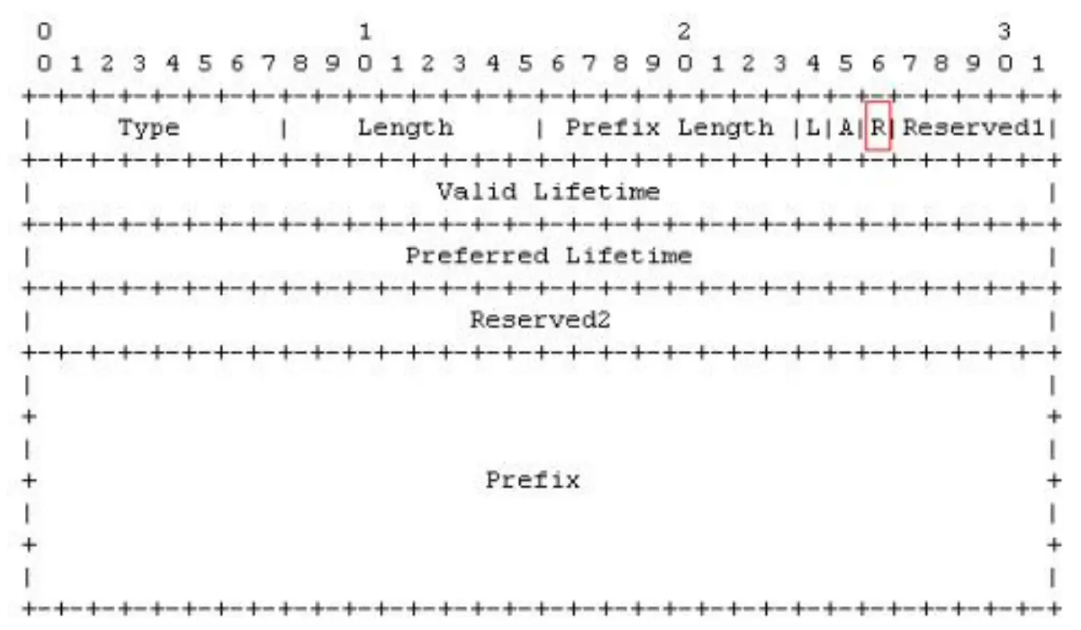 0 1 2 3
0 1 2 3 4 5 6 7 8 9 0 1 2 3 4 5 6 7 8 9 0 1 2 3 4 5 6 7 8 9 0 1
+-+-+-+-+-+-+-+-+-+-+-+-+-+-+-+-+-+-+-+-+-+-+-+-+-+-+-+-+-+-+-+-+
| Type | Length | Prefix Length |L|A|R|Reserved1|
+-+-+-+-+-+-+-+-+-+-+-+-+-+-+-+-+-+-+-+-+-+-+-+-+-+-+-+-+-+-+-+-+
| Valid Lifetime |
+-+-+-+-+-+-+-+-+-+-+-+-+-+-+-+-+-+-+-+-+-+-+-+-+-+-+-+-+-+-+-+-+
| Preferred Lifetime |
+-+-+-+-+-+-+-+-+-+-+-+-+-+-+-+-+-+-+-+-+-+-+-+-+-+-+-+-+-+-+-+-+
| Reserved2 |
+-+-+-+-+-+-+-+-+-+-+-+-+-+-+-+-+-+-+-+-+-+-+-+-+-+-+-+-+-+-+-+-+
| |
+ +
| |
+ Prefix +
| |
+ +
| |
+-+-+-+-+-+-+-+-+-+-+-+-+-+-+-+-+-+-+-+-+-+-+-+-+-+-+-+-+-+-+-+-+